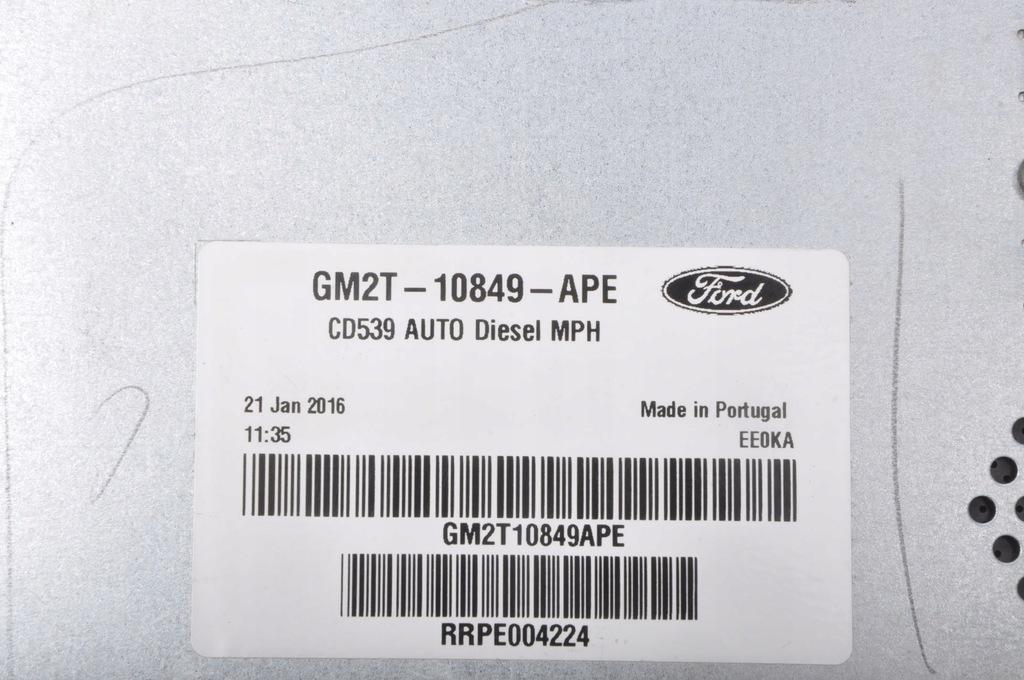 GM2T-10849-APE
Ford
CD539 AUTO Diesel MPH
21 Jan 2016
Made in Portugal
11:35
EE0KA
GM2T10849APE
RRPE004224